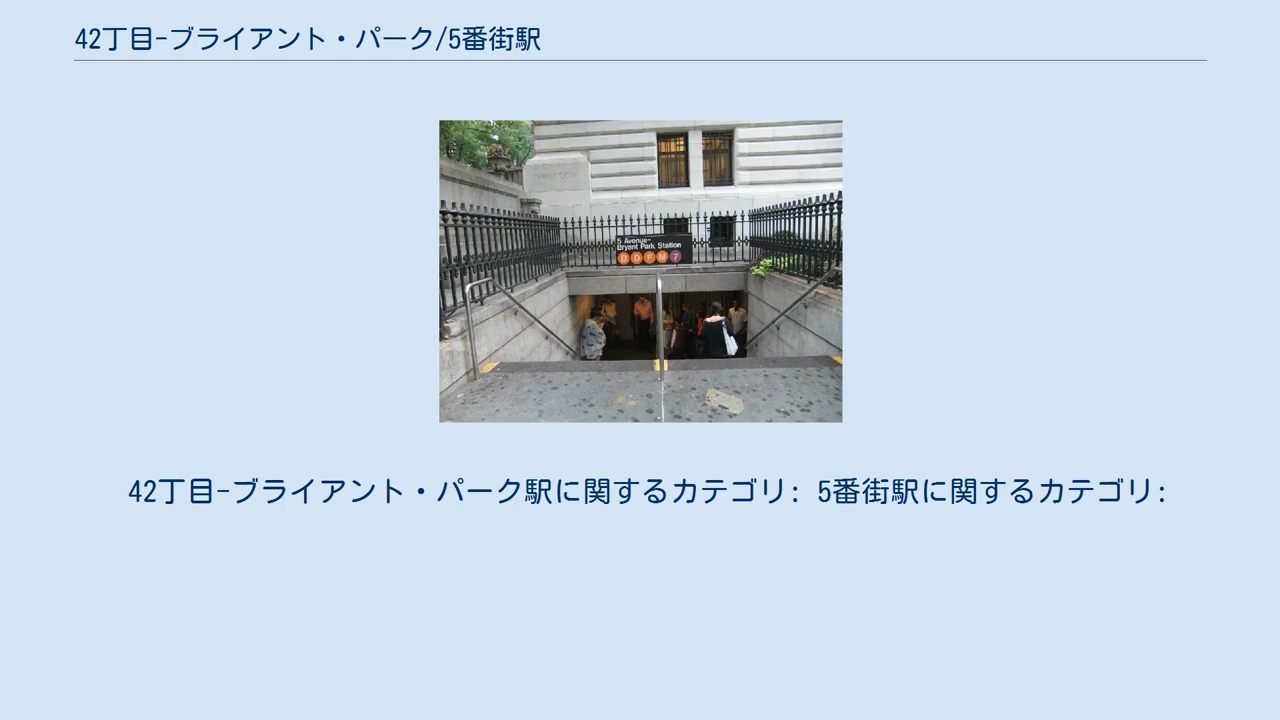 42丁目-ブライアント・パーク/5番街駅
5 Avenue-
Bryant Park Station
B D F M 7
42丁目-ブライアント・パーク駅に関するカテゴリ: 5番街駅に関するカテゴリ: